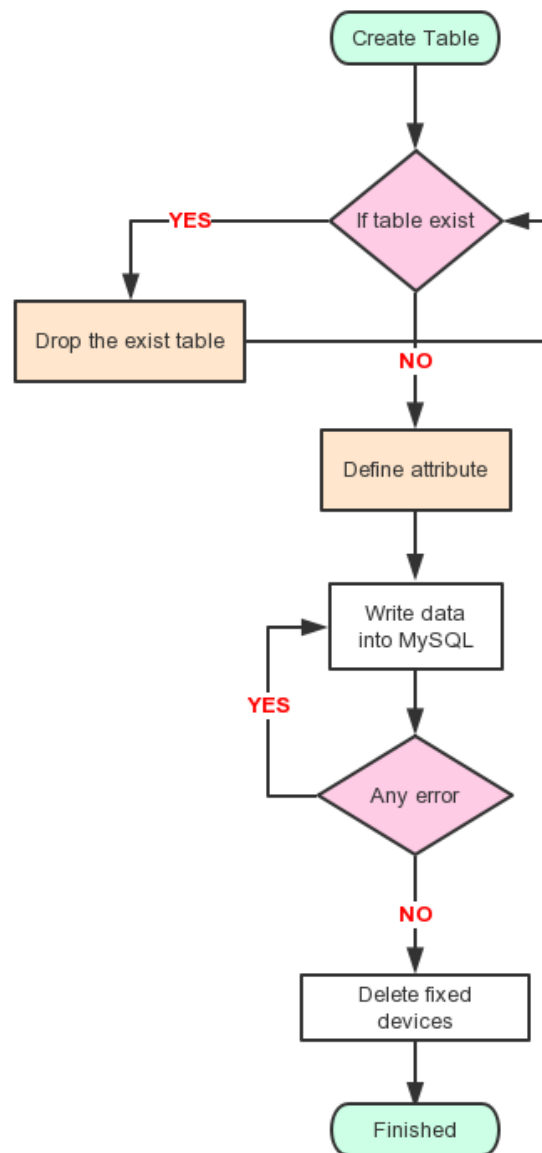 Create Table
If table exist
YES
Drop the exist table
NO
Define attribute
Write data
into MySQL
YES
Any error
NO
Delete fixed
devices
Finished